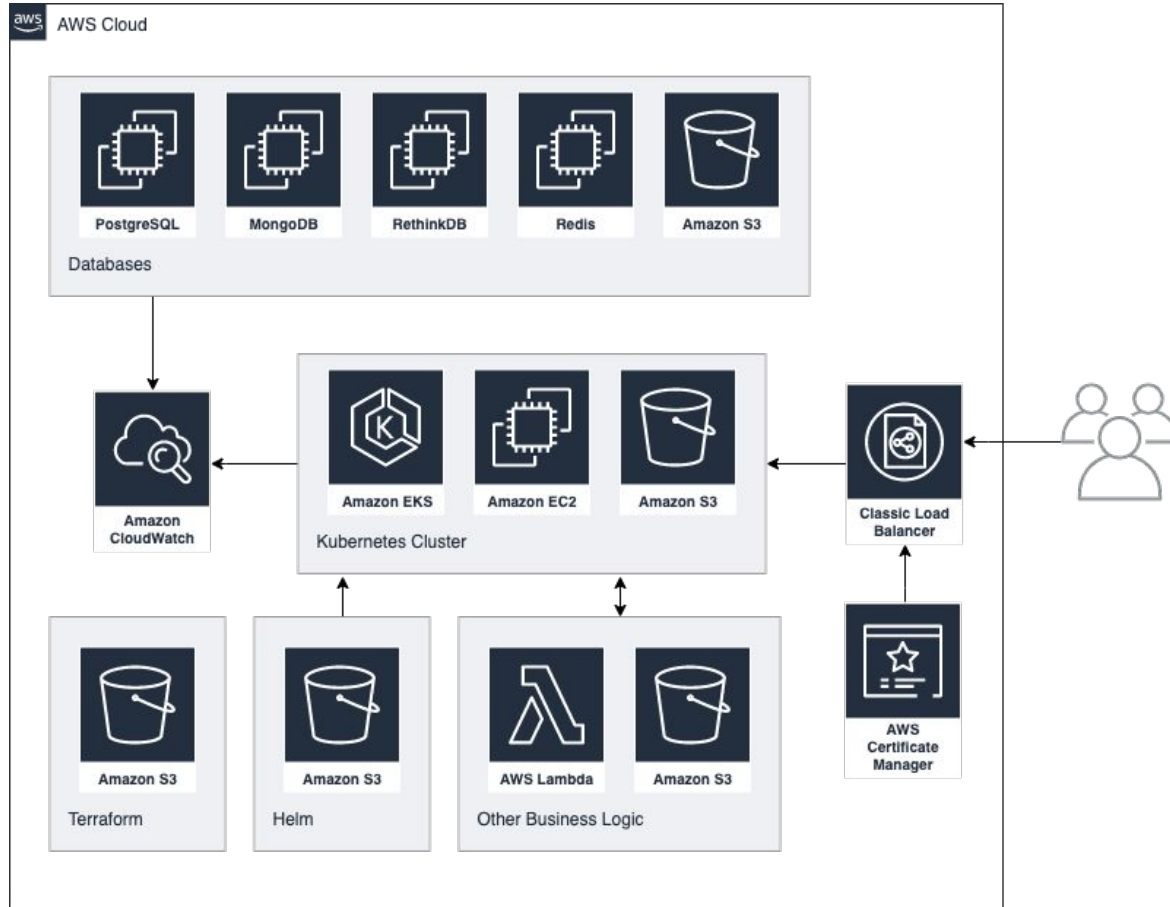 aws
AWS Cloud
PostgreSQL
MongoDB
RethinkDB
Redis
Amazon S3
Databases
Amazon EKS
Amazon EC2
Amazon S3
Kubernetes Cluster
Amazon
CloudWatch
Classic Load
Balancer
Amazon S3
Terraform
Amazon S3
Helm
AWS Lambda
Amazon S3
Other Business Logic
AWS
Certificate
Manager
K